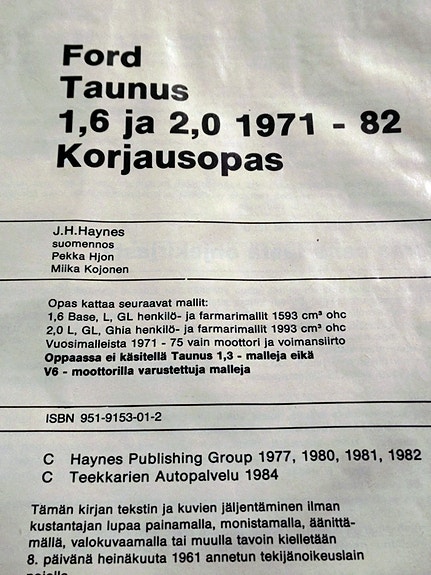 Ford
Taunus
1,6 ja 2,0 1971 - 82
Korjausopas
J.H.Haynes
suomennos
Pekka Hjon
Miika Kojonen
Opas kattaa seuraavat mallit:
1,6 Base, L, GL henkilö- ja farmarimallit 1593 cm³ ohc
2,0 L, GL, Ghia henkilö- ja farmarimallit 1993 cm³ ohc
Vuosimalleista 1971 - 75 vain moottori ja voimansiirto
Oppaassa ei käsitellä Taunus 1,3 - malleja eikä
V6 - moottorilla varustettuja malleja
ISBN 951-9153-01-2
C Haynes Publishing Group 1977, 1980, 1981, 1982
C Teekkarien Autopalvelu 1984
Tämän kirjan tekstin ja kuvien jäljentäminen ilman
kustantajan lupaa painamalla, monistamalla, äänittä-
mällä, valokuvaamalla tai muulla tavoin kielletään
8. päivänä heinäkuuta 1961 annetun tekijänoikeuslain